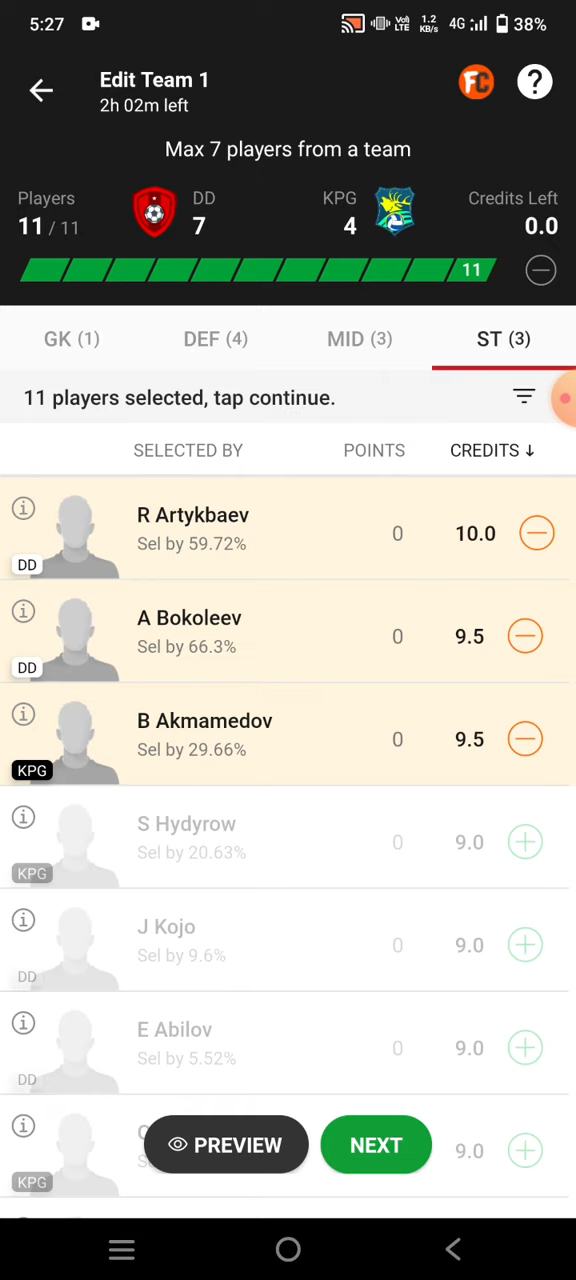 5:27
Vo) LTE 1.2 KB/s 4G 38%
Edit Team 1
2h 02m left
FC ?
Max 7 players from a team
Players DD KPG Credits Left
11 / 11 7 4 0.0
11
GK (1) DEF (4) MID (3) ST (3)
11 players selected, tap continue.
SELECTED BY POINTS CREDITS ↓
R Artykbaev
Sel by 59.72%
0 10.0
DD
A Bokoleev
Sel by 66.3%
0 9.5
DD
B Akmamedov
Sel by 29.66%
0 9.5
KPG
S Hydyrow
Sel by 20.63%
0 9.0
KPG
J Kojo
Sel by 9.6%
0 9.0
DD
E Abilov
Sel by 5.52%
0 9.0
DD
PREVIEW NEXT
9.0
KPG